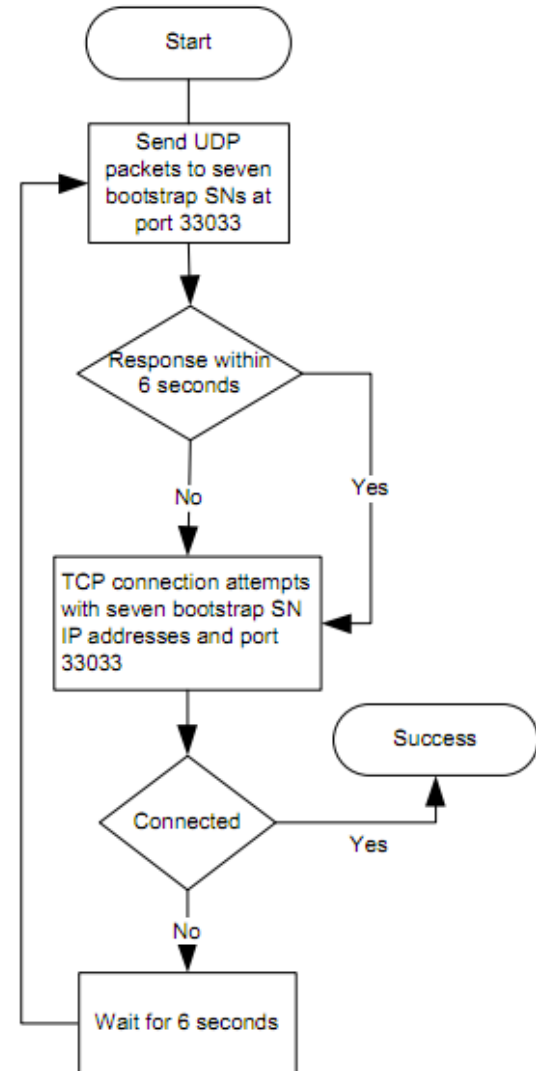 Start
Send UDP
packets to seven
bootstrap SNs at
port 33033
Response within
6 seconds
No
Yes
TCP connection attempts
with seven bootstrap SN
IP addresses and port
33033
Success
Connected
Yes
No
Wait for 6 seconds